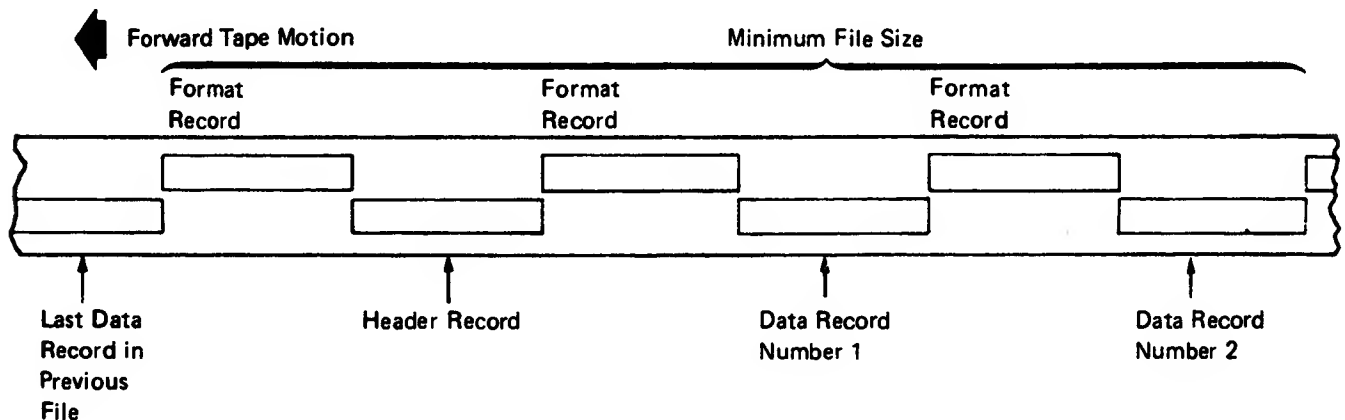 Forward Tape Motion
Minimum File Size
Format
Record
Format
Record
Format
Record
Last Data
Record in
Previous
File
Header Record
Data Record
Number 1
Data Record
Number 2